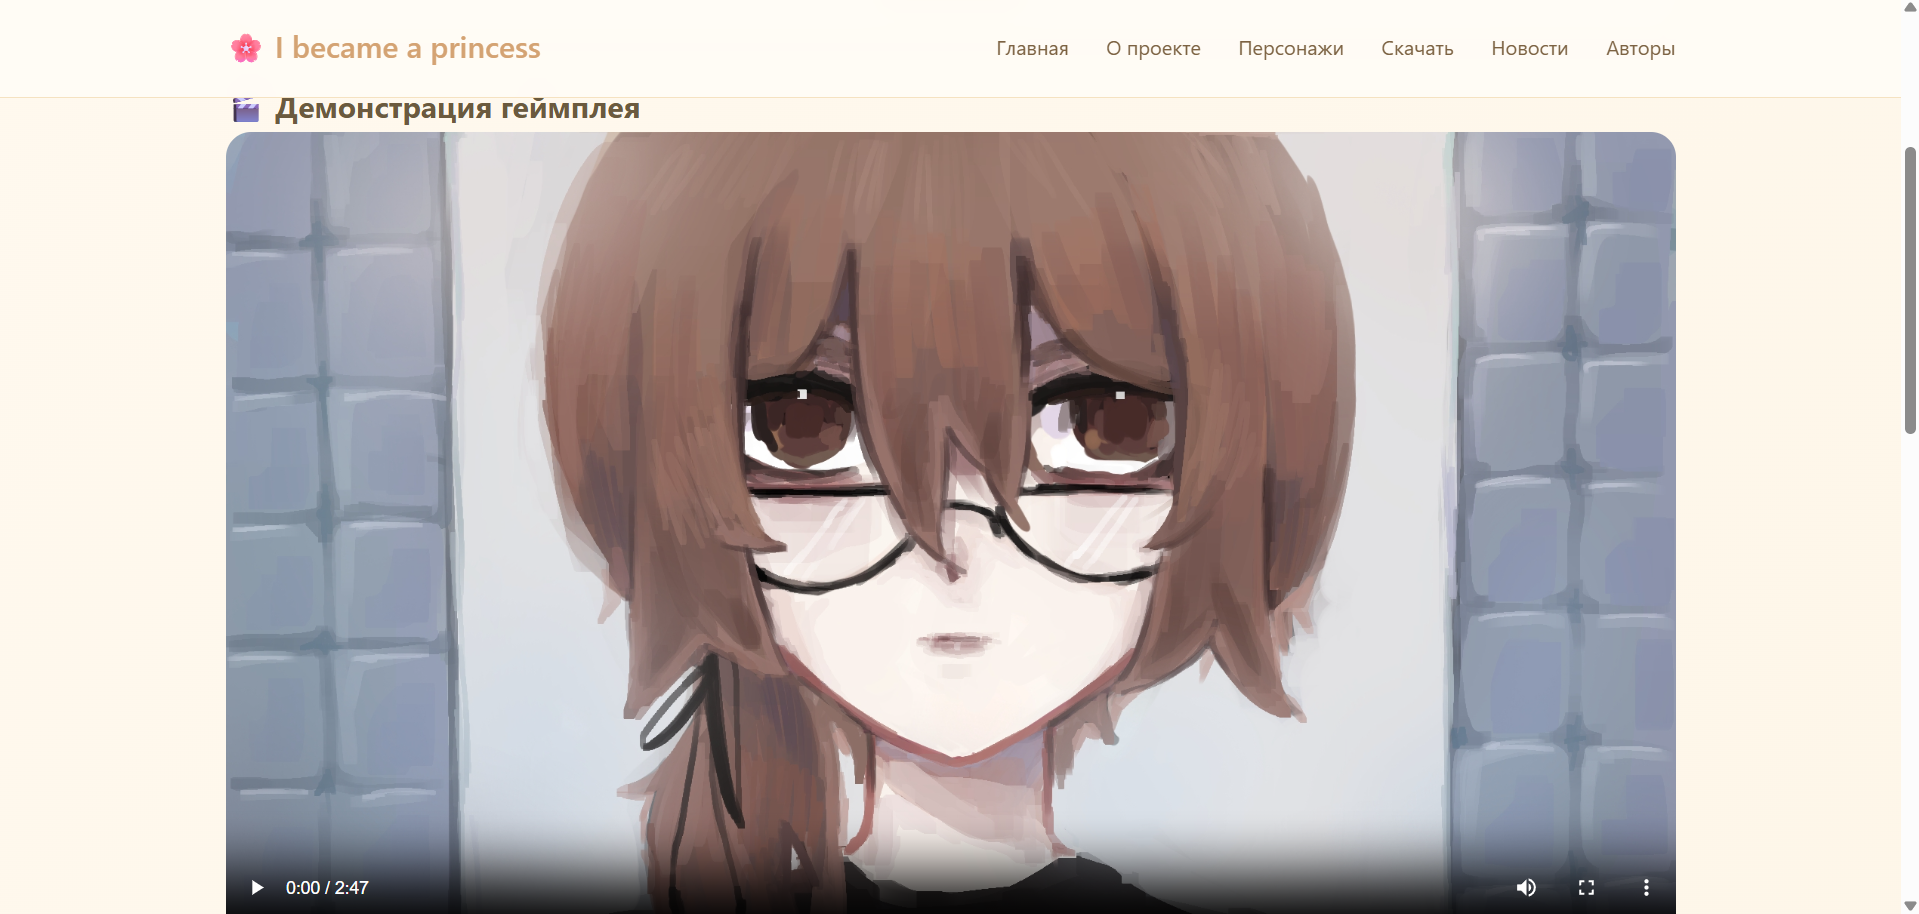 I became a princess
Главная
О проекте
Персонажи
Скачать
Новости
Авторы
Демонстрация геймплея
0:00 / 2:47